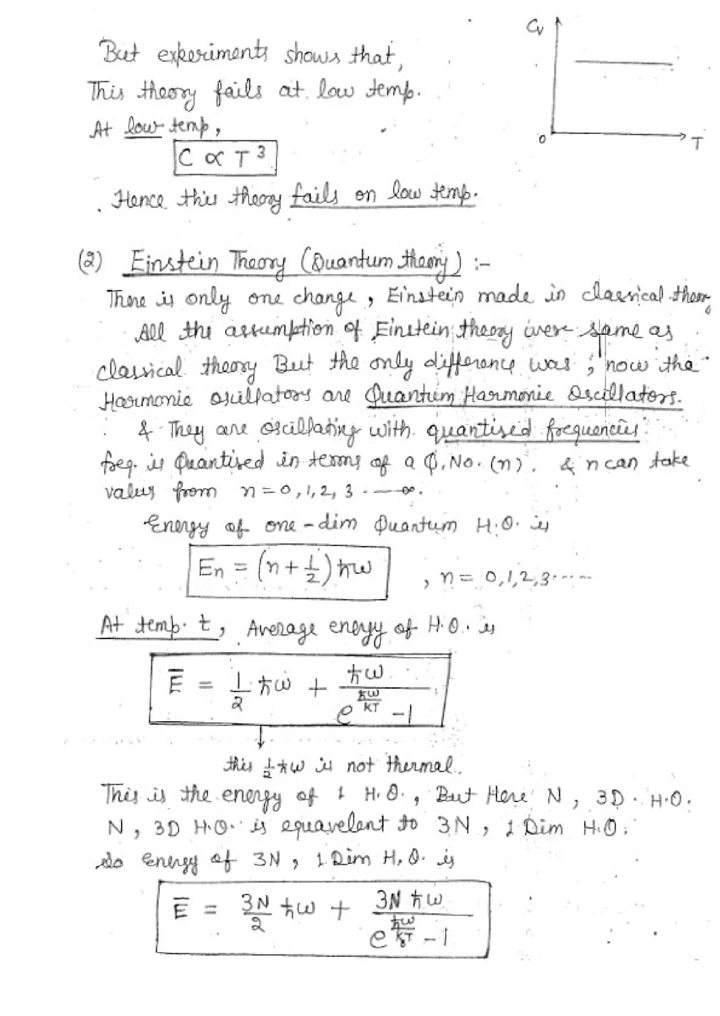 But experiments shows that,
This theory fails at low temp.
At low temp,
C ∝ T³
Hence this theory fails on low temp.
Cv
0
T
(2) Einstein Theory (Quantum theory) :-
There is only one change, Einstein made in classical theory
All the assumption of Einstein theory were same as
classical theory But the only difference was, now the
Harmonic oscillators are Quantum Harmonic Oscillators.
& They are oscillating with quantised frequencies.
freq. is Quantised in terms of a Q. No. (n), & n can take
values from n = 0, 1, 2, 3 -— ∞.
Energy of one-dim Quantum H.O. is
En = (n + 1/2) ħω , n = 0,1,2,3-----
At temp. t, Average energy of H.O. is
Ē = 1/2 ħω + ħω / (e^(ħω/KT) - 1)
this 1/2 ħω is not thermal.
This is the energy of 1 H.O., But Here N, 3D. H.O.
N, 3D H.O. is equavelent to 3N, 1 Dim H.O.
so Energy of 3N, 1 Dim H.O. is
Ē = 3N/2 ħω + 3N ħω / (e^(ħω/KT) - 1)